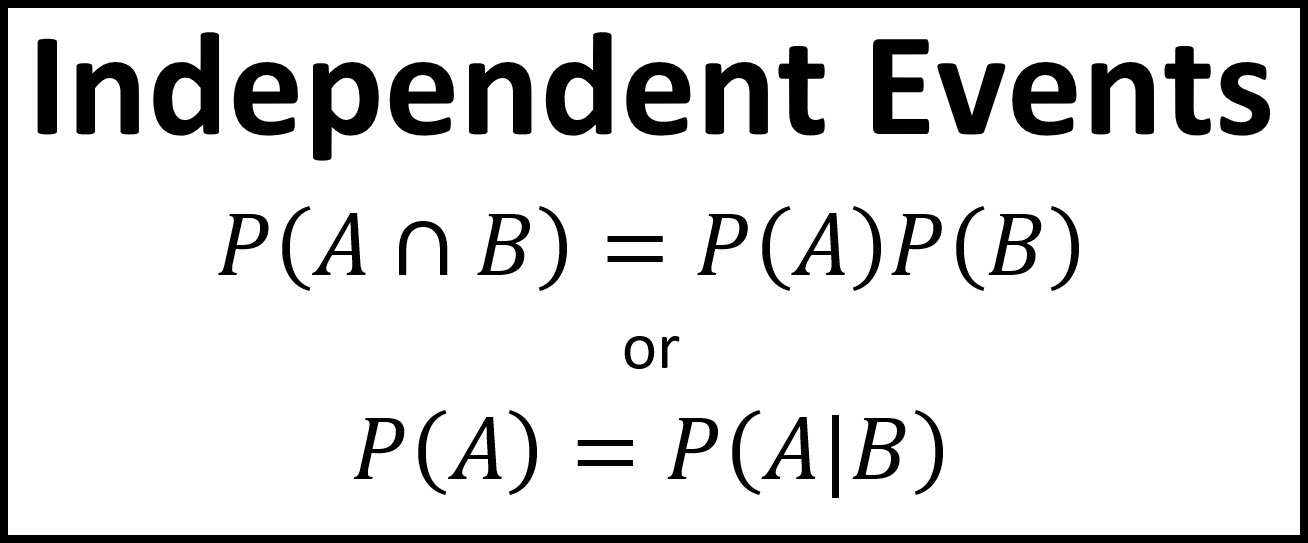 Independent Events
P(A ∩ B) = P(A)P(B)
or
P(A) = P(A|B)